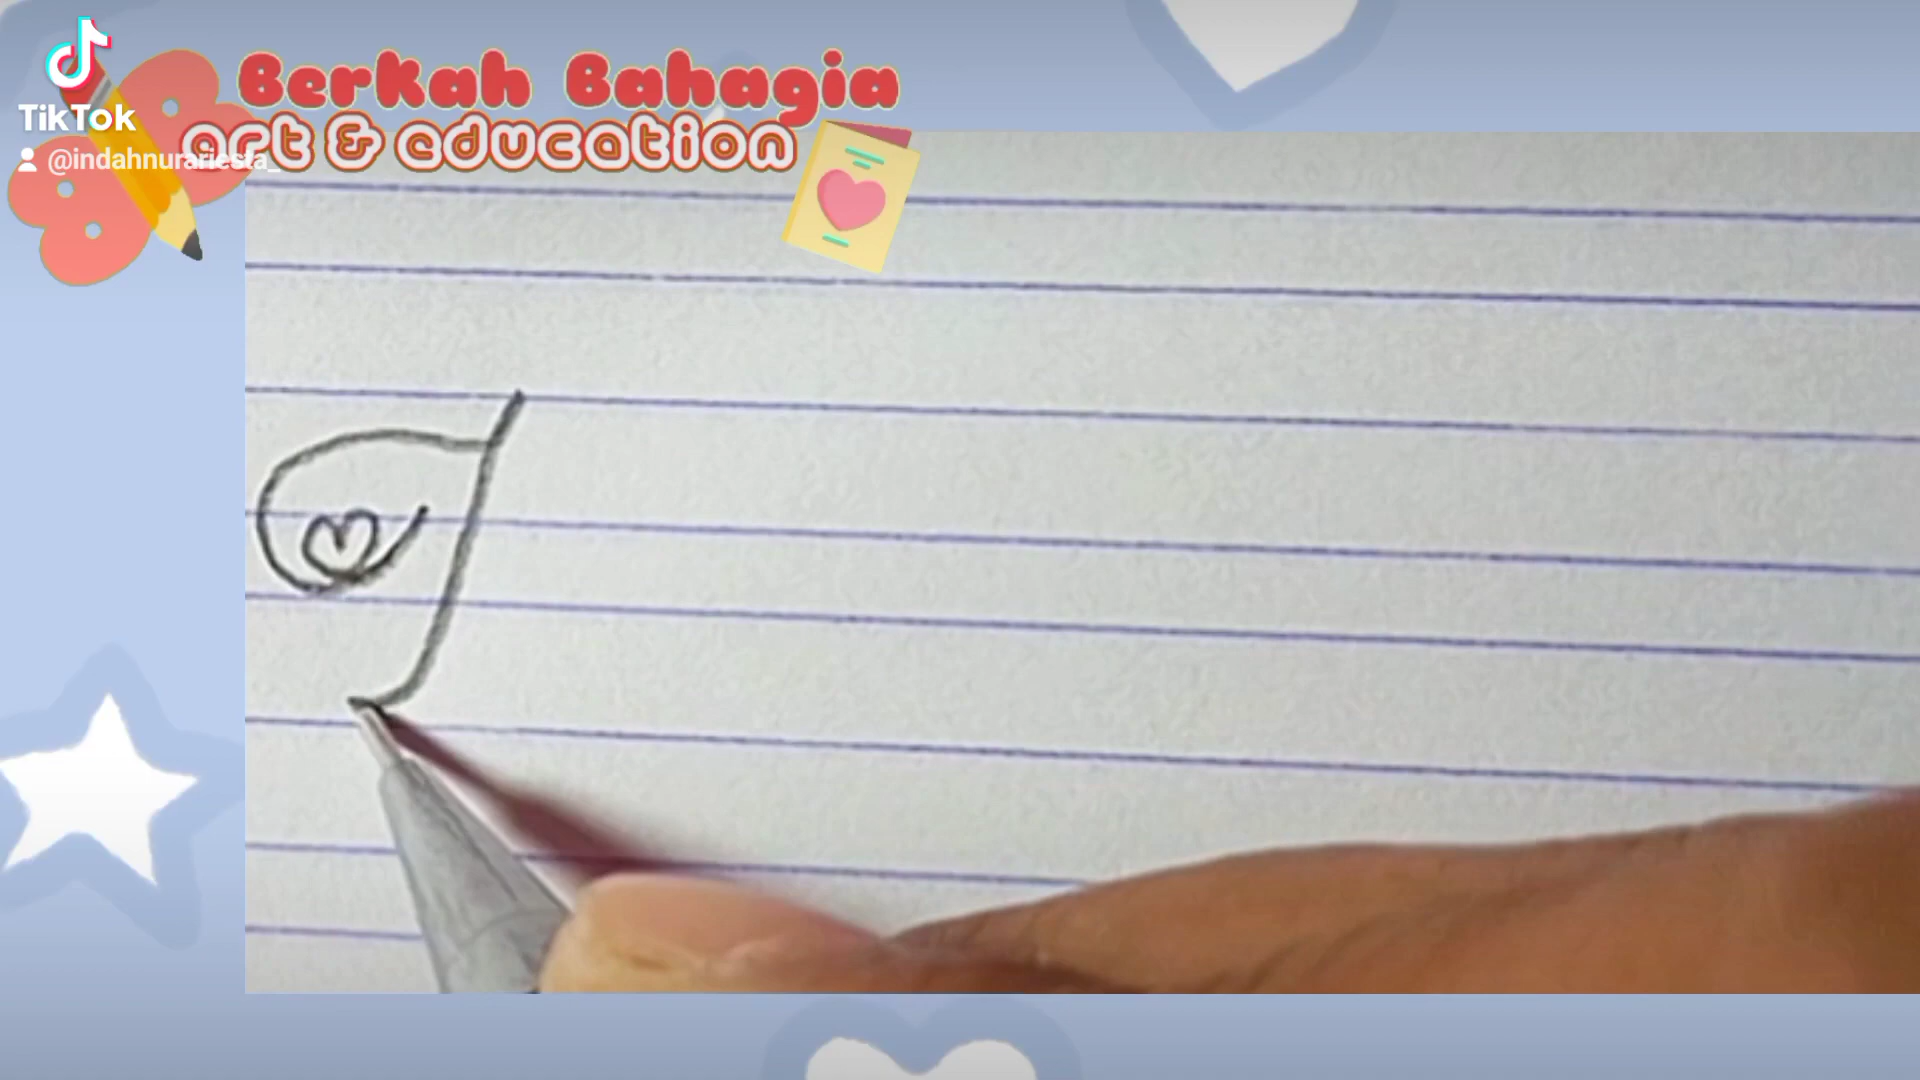 TikTok
@indahnurariesta_
Berkah Bahagia
art & education